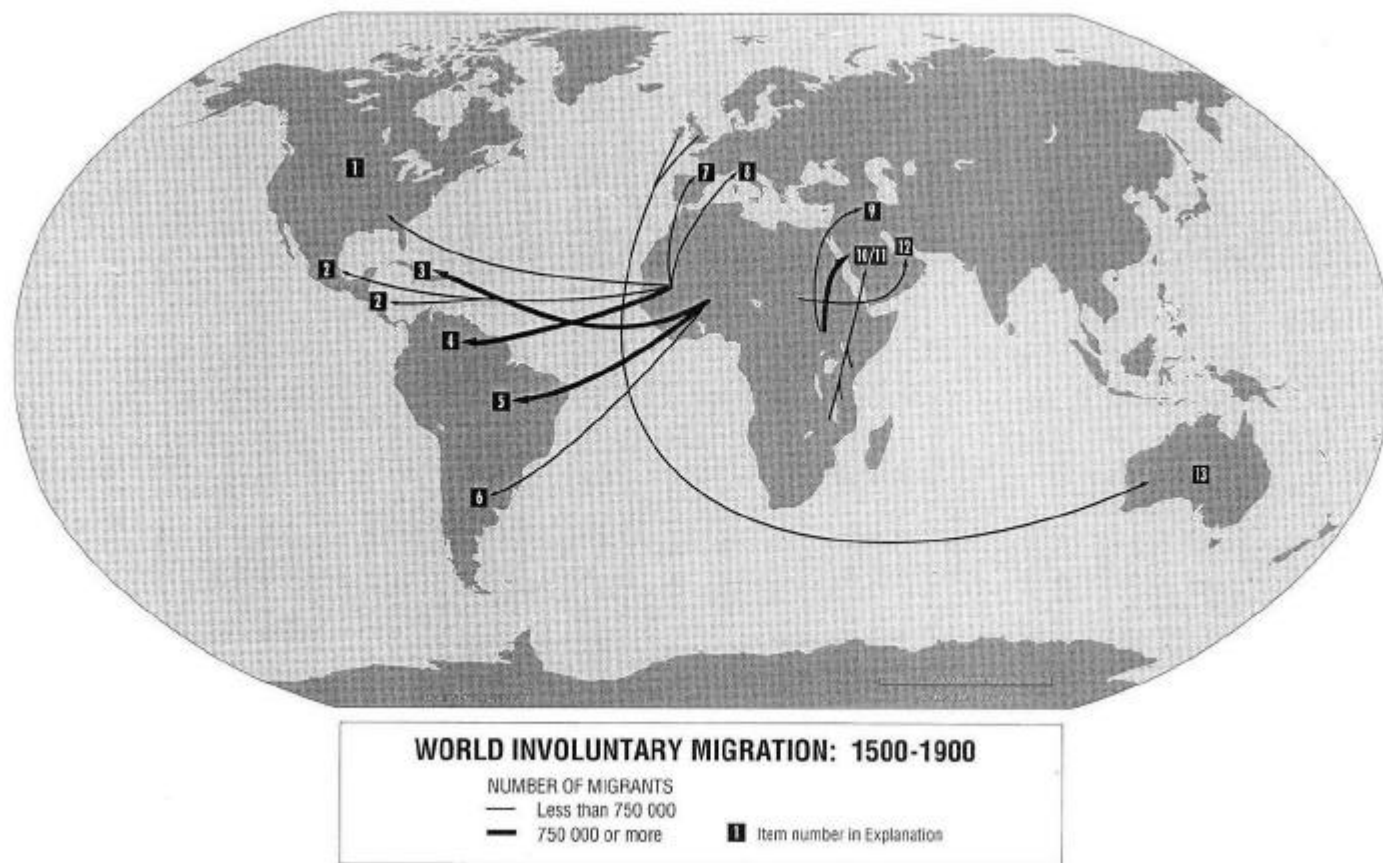 1
7
8
9
2
3
10/11
12
2
4
5
6
13
WORLD INVOLUNTARY MIGRATION: 1500-1900
NUMBER OF MIGRANTS
Less than 750 000
750 000 or more
1 Item number in Explanation